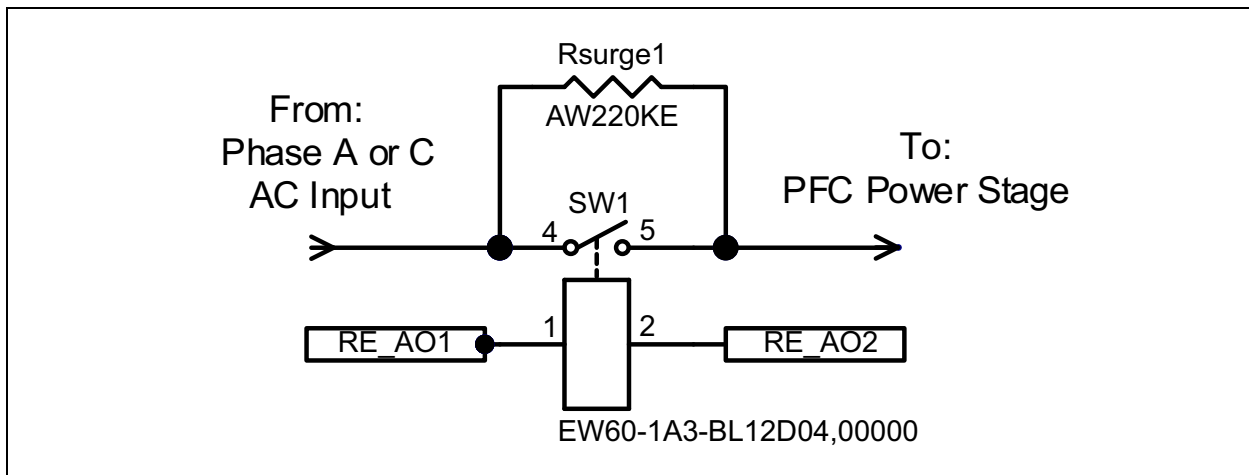 Rsurge1
AW220KE
From:
Phase A or C
AC Input
To:
PFC Power Stage
SW1
4
5
RE_AO1
1
2
RE_AO2
EW60-1A3-BL12D04,00000